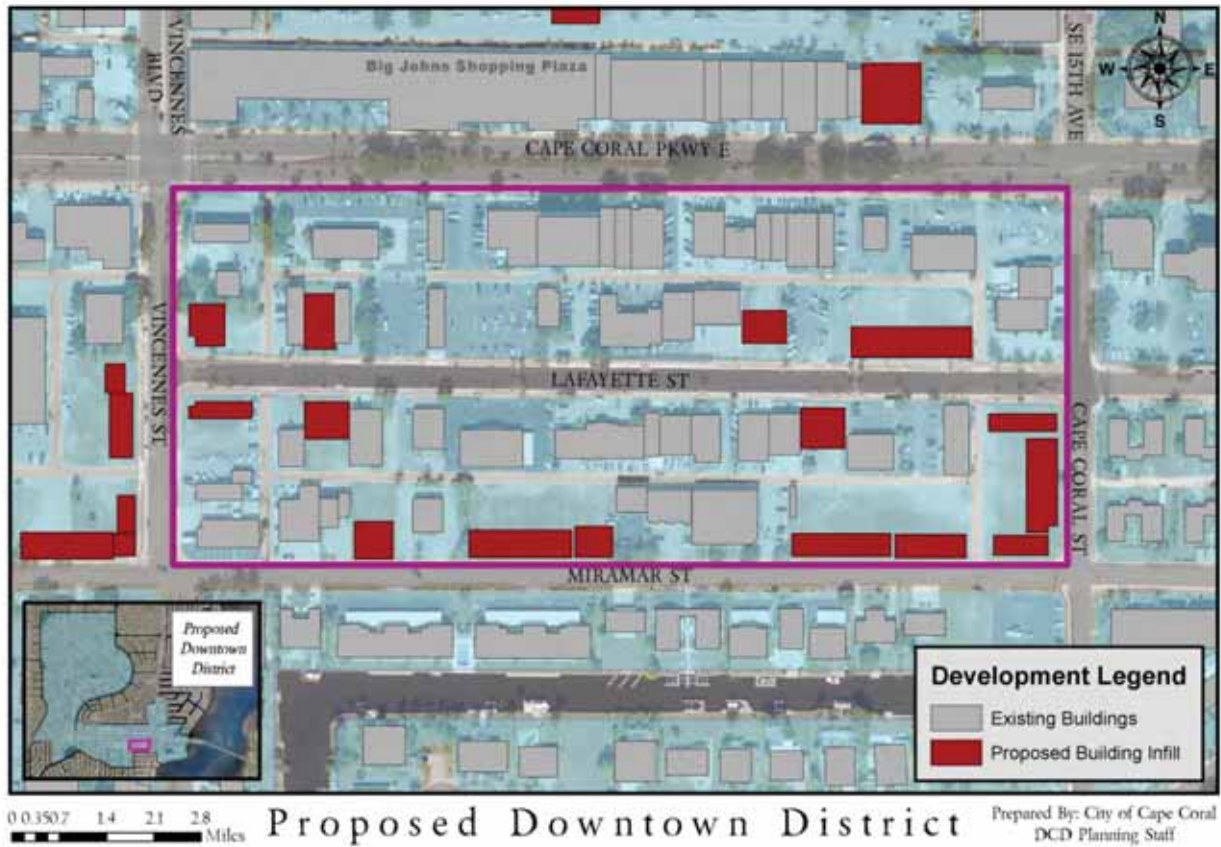 VINCENNES
BLVD
Big Johns Shopping Plaza
SE 15TH AVE
N
W E
S
CAPE CORAL PKWY E
VINCENNES ST.
LAFAYETTE ST
CAPE CORAL ST
MIRAMAR ST
Proposed
Downtown
District
Development Legend
Existing Buildings
Proposed Building Infill
0 0.35 0.7 1.4 2.1 2.8
Miles
Proposed Downtown District
Prepared By: City of Cape Coral
DCD Planning Staff